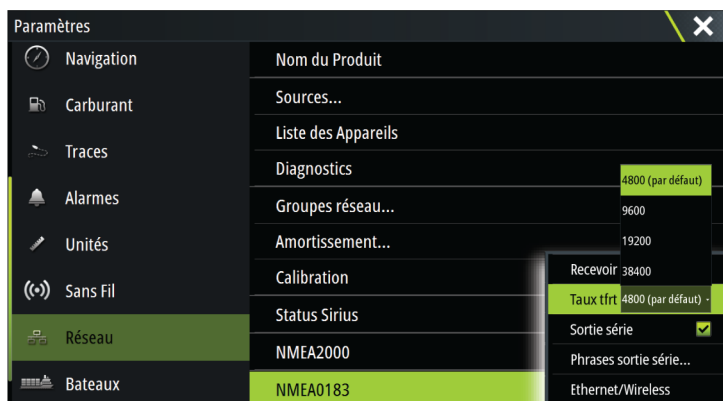 Paramètres
Navigation
Carburant
Traces
Alarmes
Unités
Sans Fil
Réseau
Bateaux
Nom du Produit
Sources...
Liste des Appareils
Diagnostics
Groupes réseau...
Amortissement...
Calibration
Status Sirius
NMEA2000
NMEA0183
Recevoir
Taux tfrt 4800 (par défaut)
Sortie série
Phrases sortie série...
Ethernet/Wireless
4800 (par défaut)
9600
19200
38400